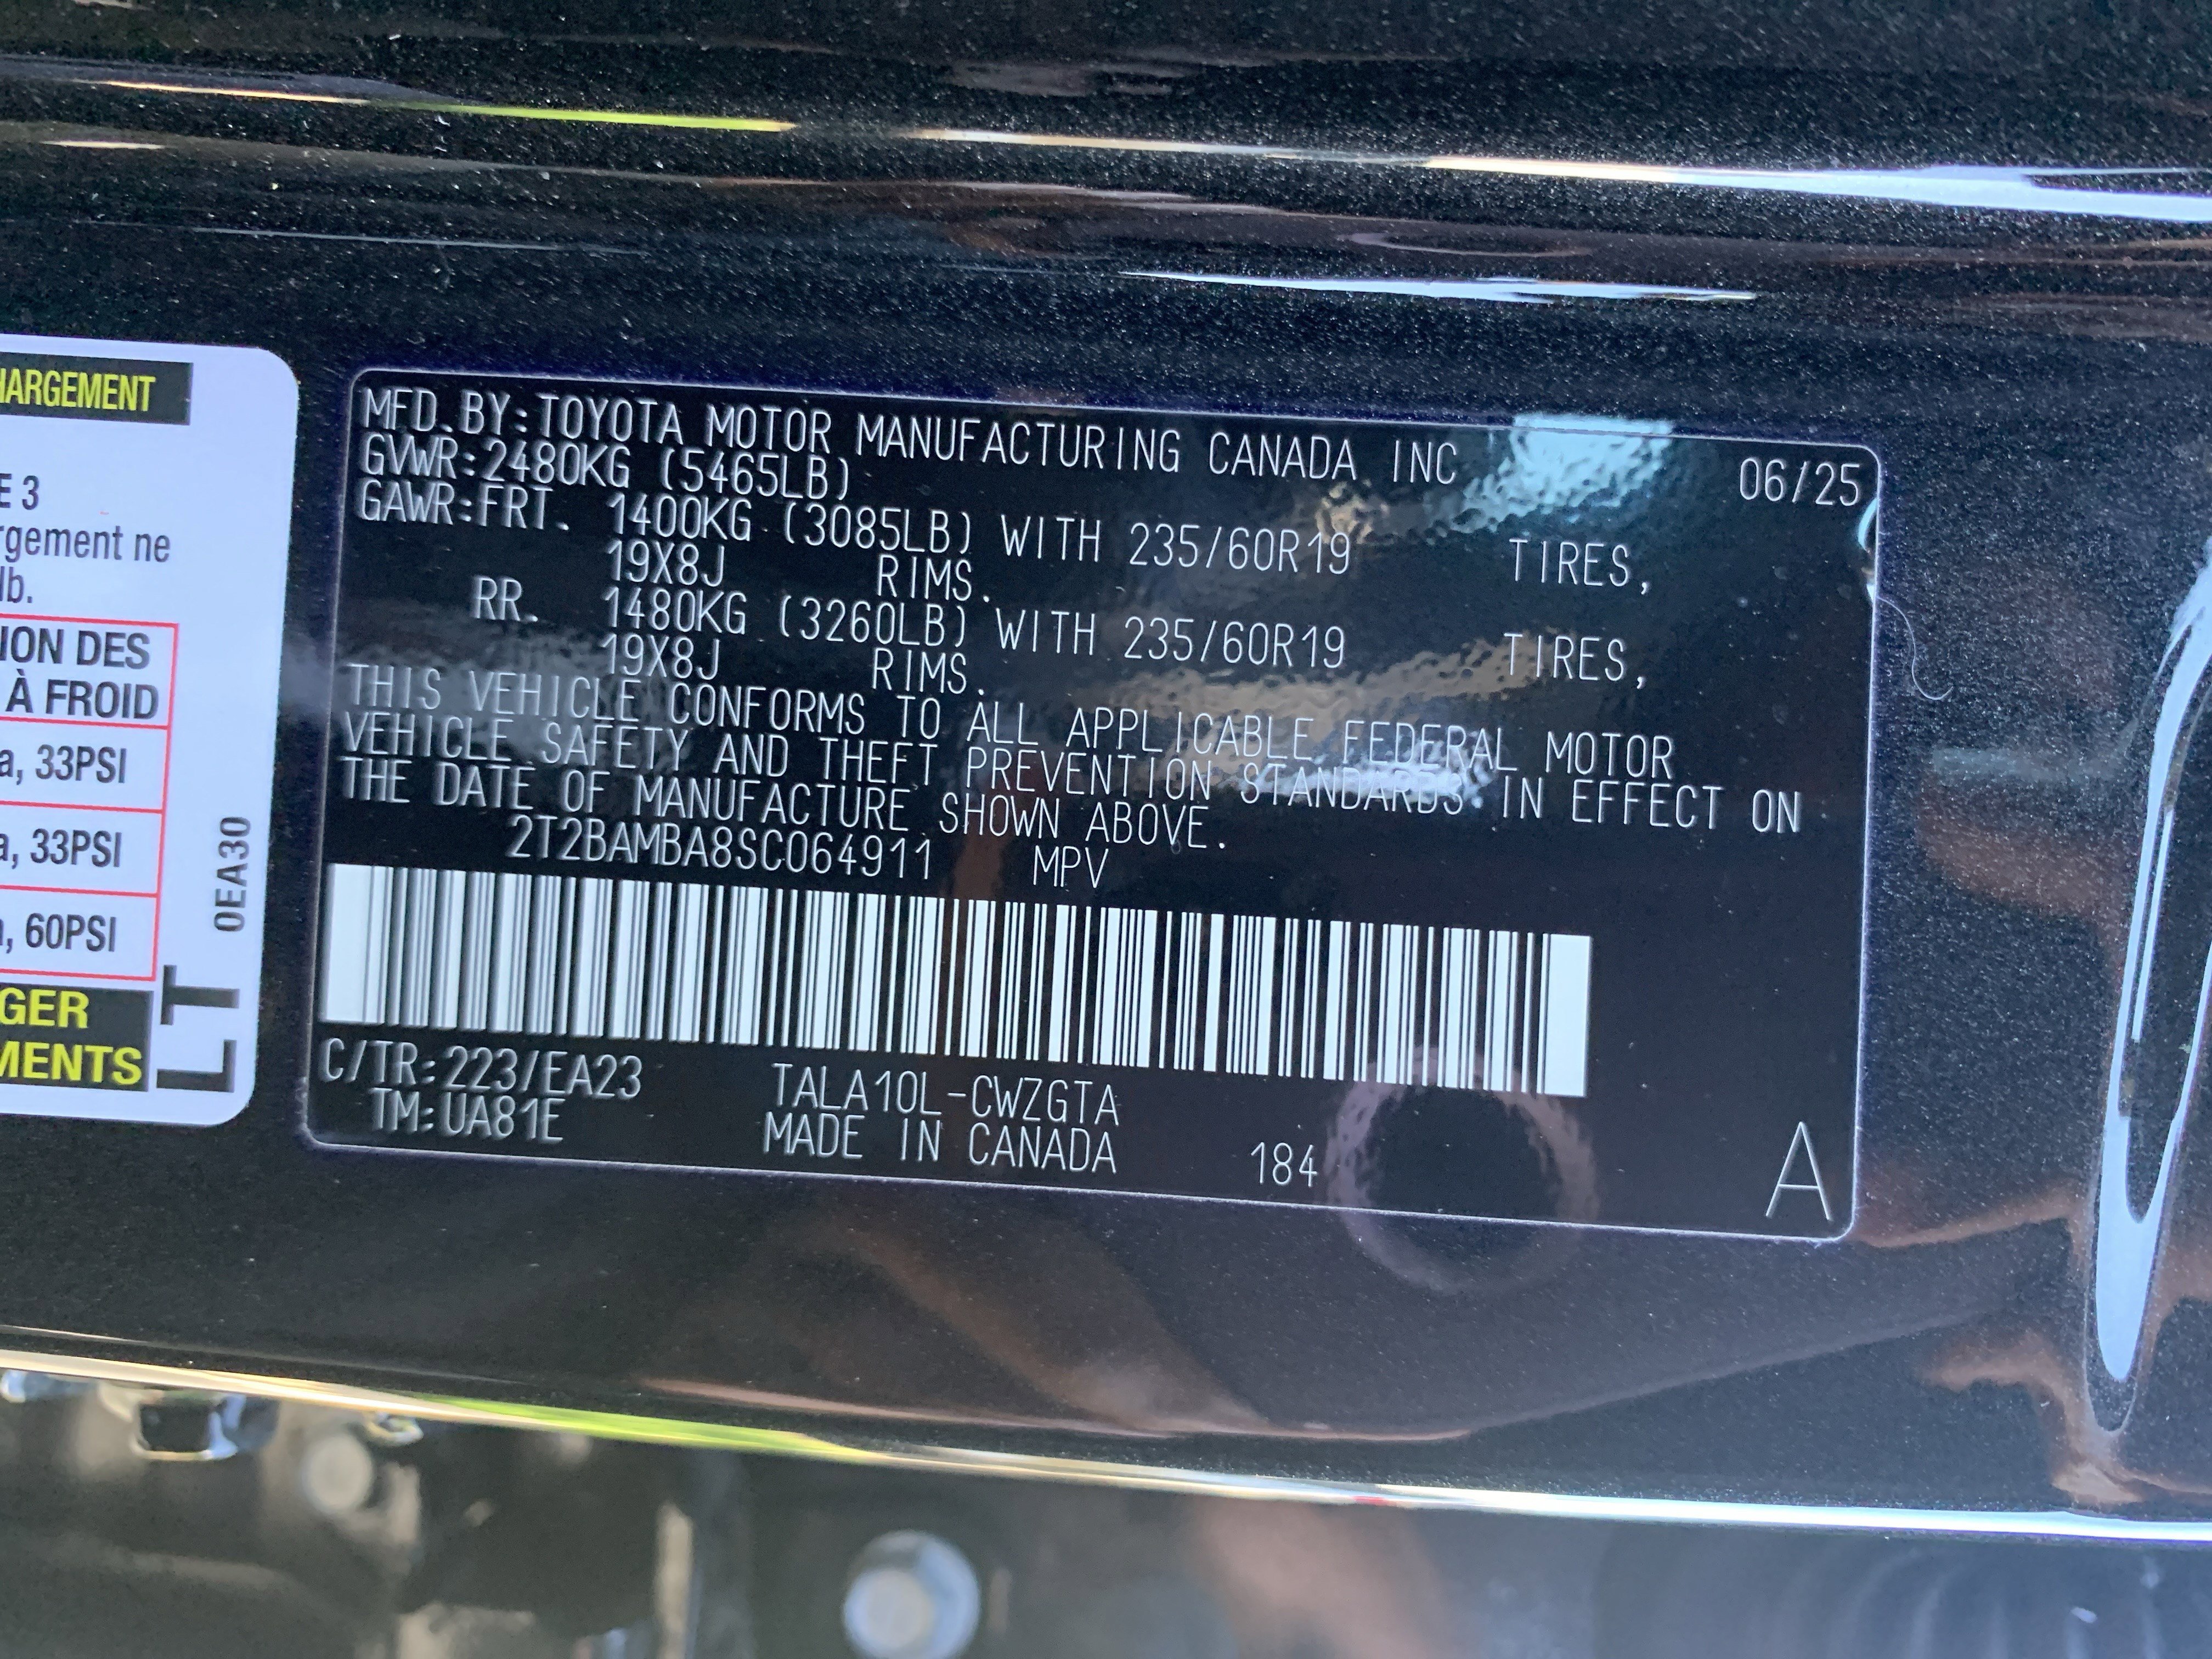 HARGEMENT
E 3
rgement ne
lb.
ION DES
À FROID
a, 33PSI
a, 33PSI
a, 60PSI
GER
MENTS
0EA30
LT
MFD.BY:TOYOTA MOTOR MANUFACTURING CANADA INC 06/25
GVWR:2480KG (5465LB)
GAWR:FRT. 1400KG (3085LB) WITH 235/60R19 TIRES,
19X8J RIMS.
RR. 1480KG (3260LB) WITH 235/60R19 TIRES,
19X8J RIMS.
THIS VEHICLE CONFORMS TO ALL APPLICABLE FEDERAL MOTOR
VEHICLE SAFETY AND THEFT PREVENTION STANDARDS IN EFFECT ON
THE DATE OF MANUFACTURE SHOWN ABOVE.
2T2BAMBA8SC064911 MPV
C/TR:223/EA23 TALA10L-CWZGTA
TM:UA81E MADE IN CANADA 184 A